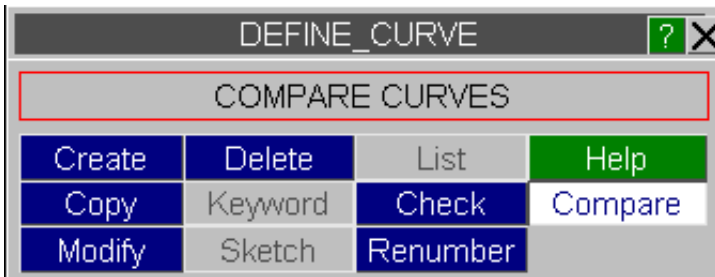 DEFINE_CURVE ? X
COMPARE CURVES
Create Delete List Help
Copy Keyword Check Compare
Modify Sketch Renumber